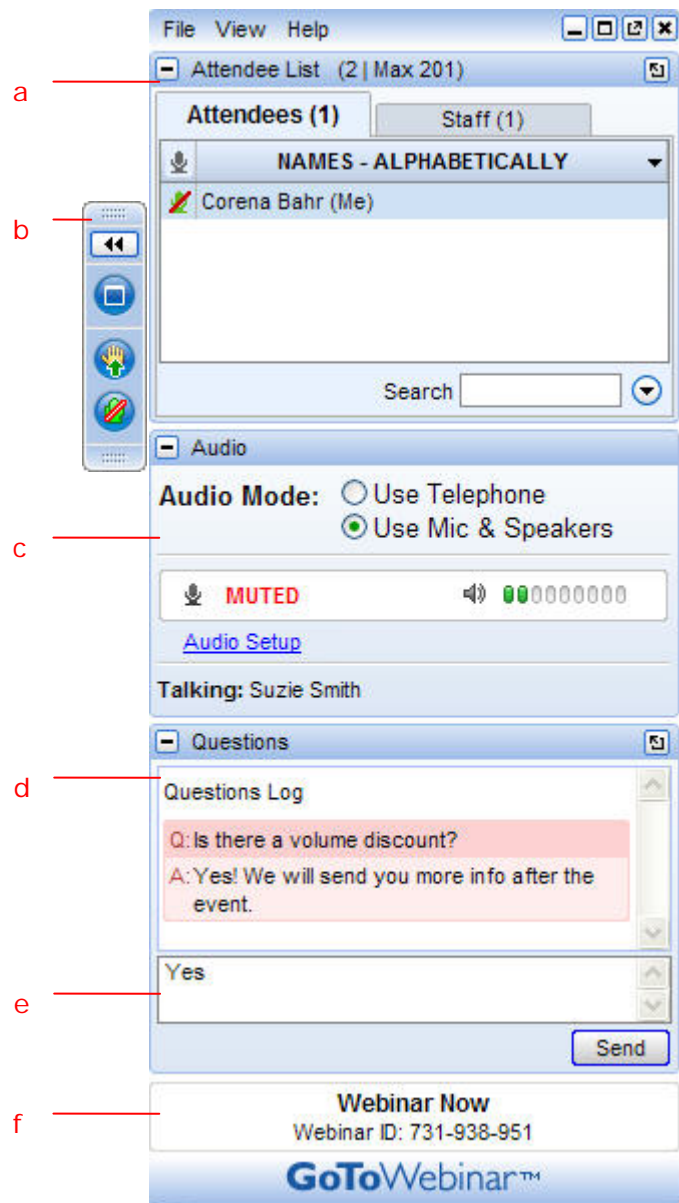 File View Help
a
Attendee List (2 | Max 201)
Attendees (1)
Staff (1)
NAMES - ALPHABETICALLY
b
Corena Bahr (Me)
Search
Audio
Audio Mode: Use Telephone
Use Mic & Speakers
c
MUTED
Audio Setup
Talking: Suzie Smith
Questions
d
Questions Log
Q: Is there a volume discount?
A: Yes! We will send you more info after the
event.
Yes
e
Send
Webinar Now
f
Webinar ID: 731-938-951
GoToWebinar™